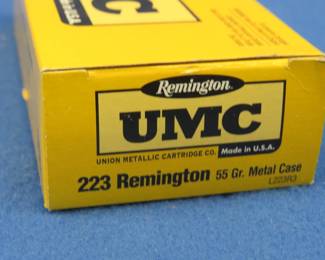 C
Remington
UMC
UNION METALLIC CARTRIDGE CO.
Made in U.S.A.
223 Remington 55 Gr. Metal Case
L223R3